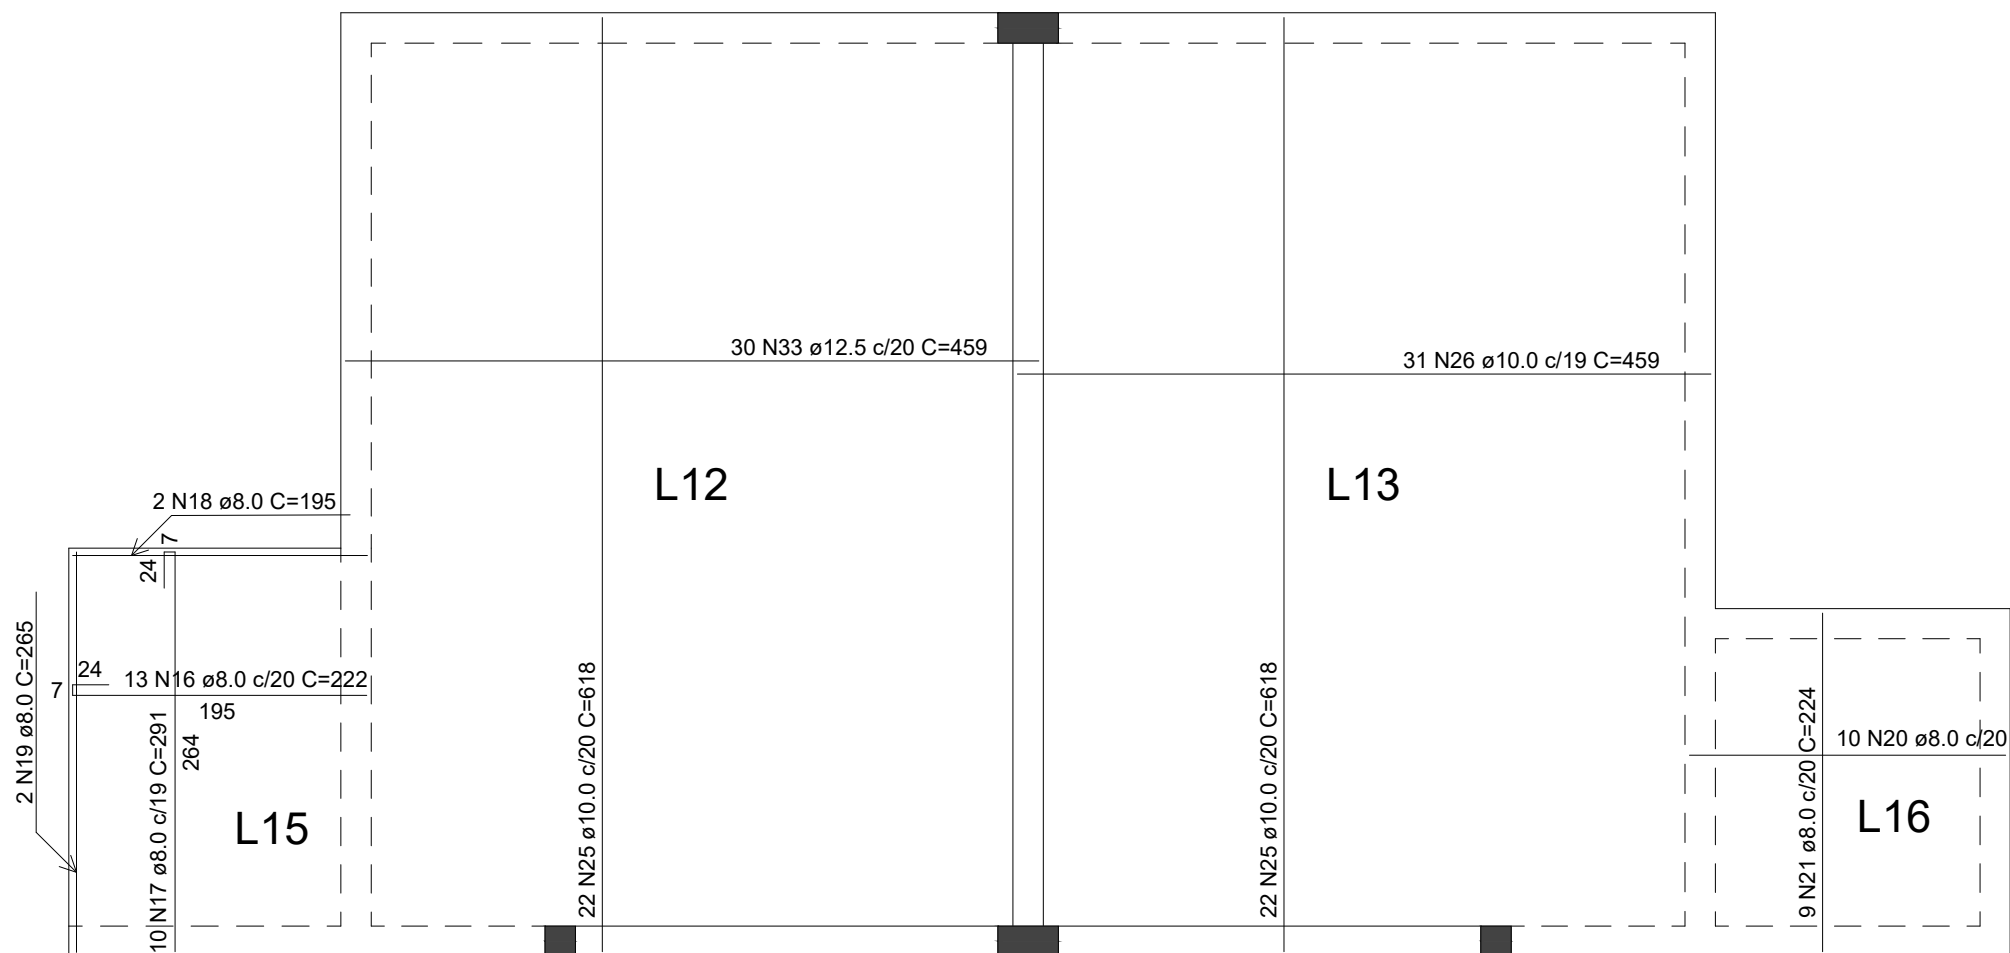 30 N33 ø12.5 c/20 C=459
31 N26 ø10.0 c/19 C=459
L12
L13
2 N18 ø8.0 C=195
7
24
2 N19 ø8.0 C=265
24
7
13 N16 ø8.0 c/20 C=222
195
10 N17 ø8.0 c/19 C=291
264
L15
22 N25 ø10.0 c/20 C=618
22 N25 ø10.0 c/20 C=618
9 N21 ø8.0 c/20 C=224
10 N20 ø8.0 c/20
L16